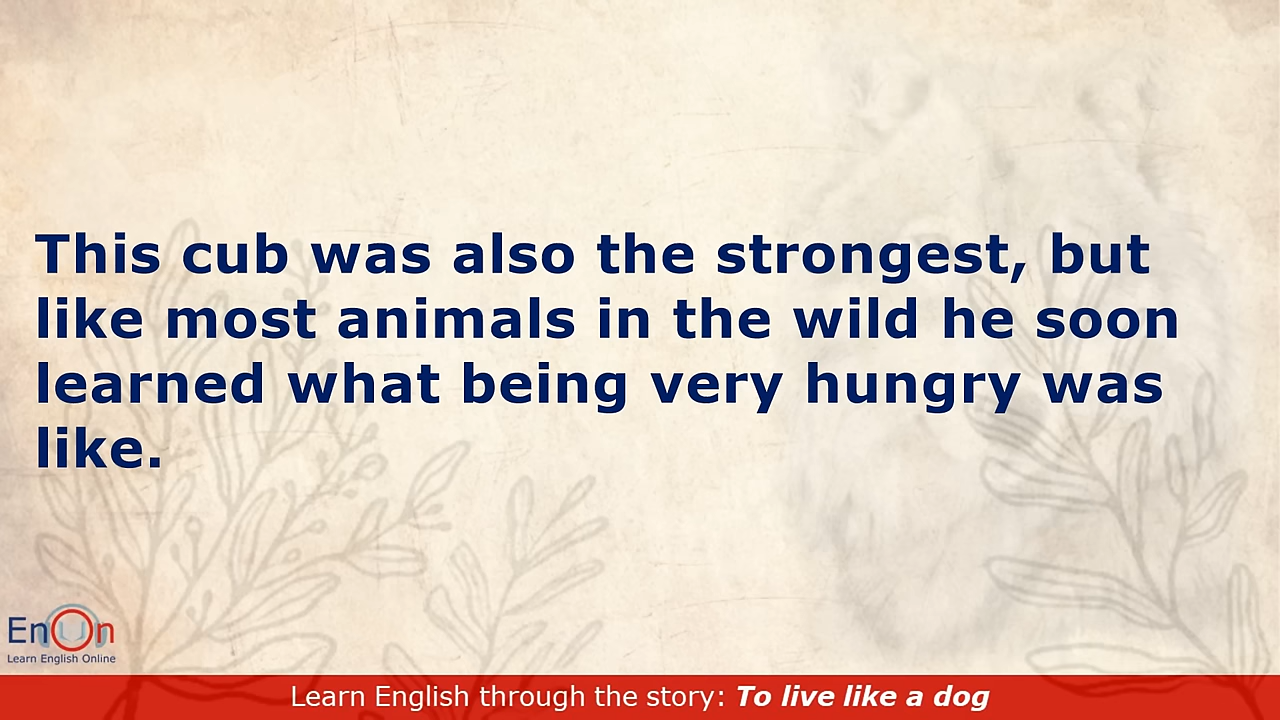 This cub was also the strongest, but
like most animals in the wild he soon
learned what being very hungry was
like.
EnOn
Learn English Online
Learn English through the story: To live like a dog